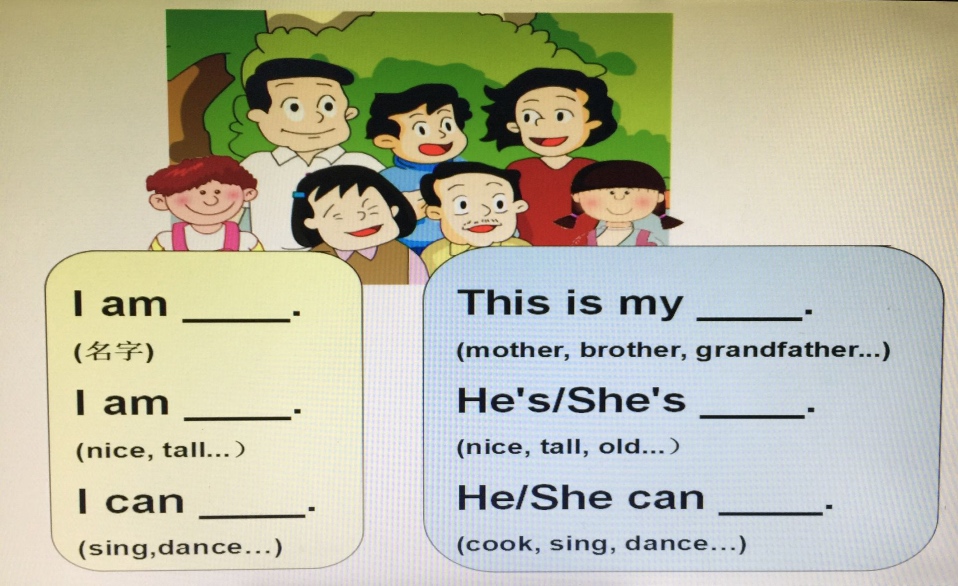 I am _____.
(名字)
I am _____.
(nice, tall...）
I can _____.
(sing,dance...)
This is my _____.
(mother, brother, grandfather...)
He's/She's _____.
(nice, tall, old...）
He/She can _____.
(cook, sing, dance...)